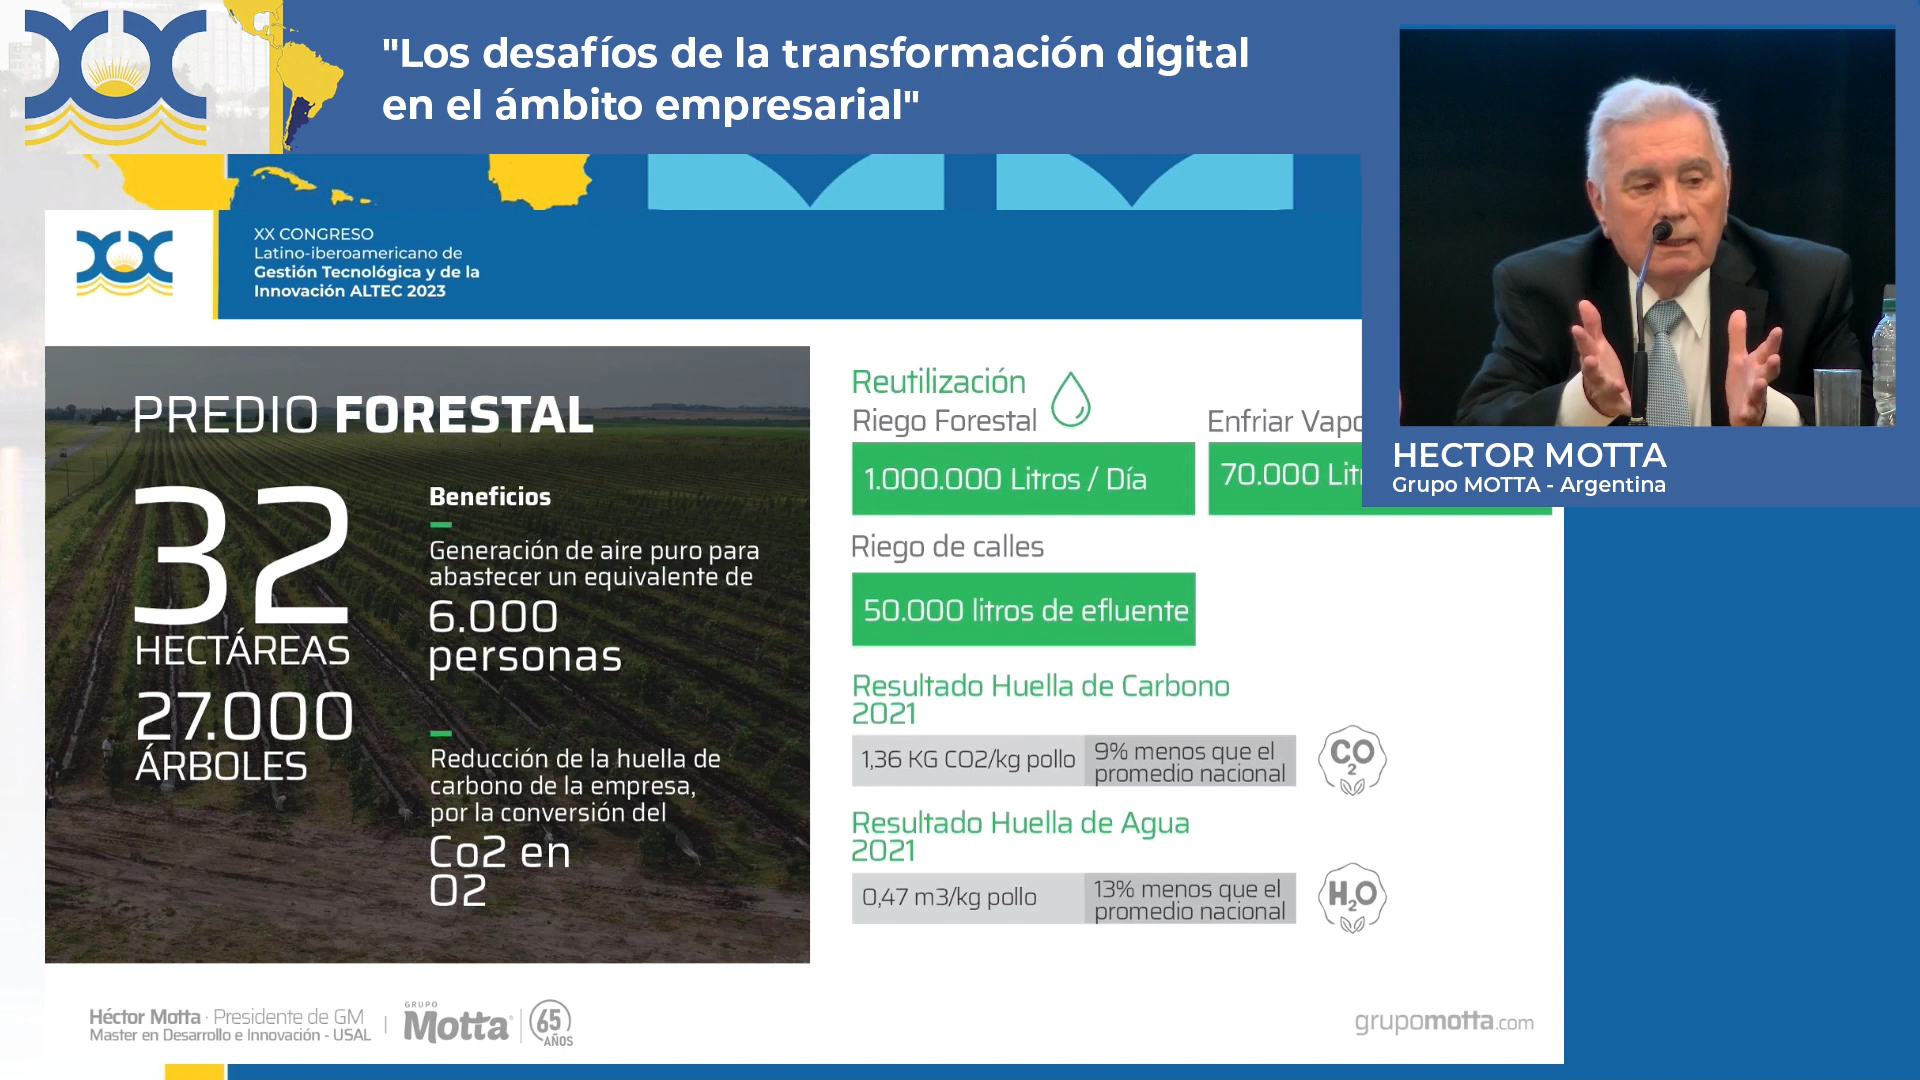 "Los desafíos de la transformación digital
en el ámbito empresarial"
HECTOR MOTTA
Grupo MOTTA - Argentina
XX CONGRESO
Latino-iberoamericano de
Gestión Tecnológica y de la
Innovación ALTEC 2023
PREDIO FORESTAL
32
HECTÁREAS
27.000
ÁRBOLES
Beneficios
Generación de aire puro para
abastecer un equivalente de
6.000
personas
Reducción de la huella de
carbono de la empresa,
por la conversión del
Co2 en
O2
Reutilización
Riego Forestal
1.000.000 Litros / Día
Enfriar
70.000
Riego de calles
50.000 litros de efluente
Resultado Huella de Carbono
2021
1,36 KG CO2/kg pollo
9% menos que el
promedio nacional
CO2
Resultado Huella de Agua
2021
0,47 m3/kg pollo
13% menos que el
promedio nacional
H2O
Héctor Motta · Presidente de GM
Master en Desarrollo e Innovación - USAL
GRUPO
Motta
65
AÑOS
grupomotta.com